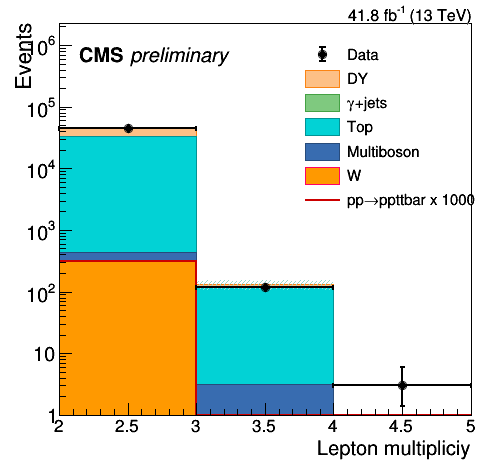 41.8 fb⁻¹ (13 TeV)
Events
CMS preliminary
Data
DY
γ+jets
Top
Multiboson
W
pp→ppttbar x 1000
10⁶
10⁵
10⁴
10³
10²
10
1
2 2.5 3 3.5 4 4.5 5
Lepton multipliciy